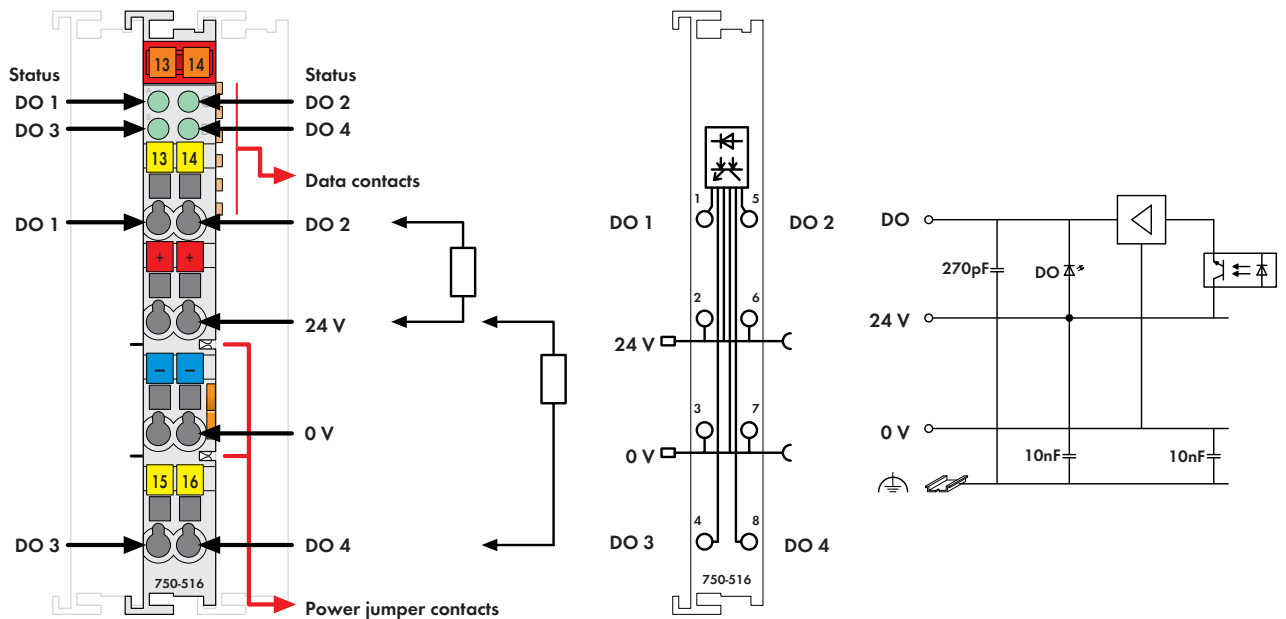 13 14
Status
Status
A C
DO 1
DO 2
B
DO 3
DO 4
13 14
Data contacts
DO 1
DO 2
+ +
24 V
– –
0 V
15 16
DO 3
DO 4
750-516
Power jumper contacts
1 5
DO 1
DO 2
2 6
24 V
3 7
0 V
4 8
DO 3
DO 4
750-516
DO
270pF
DO
24 V
0 V
10nF
10nF